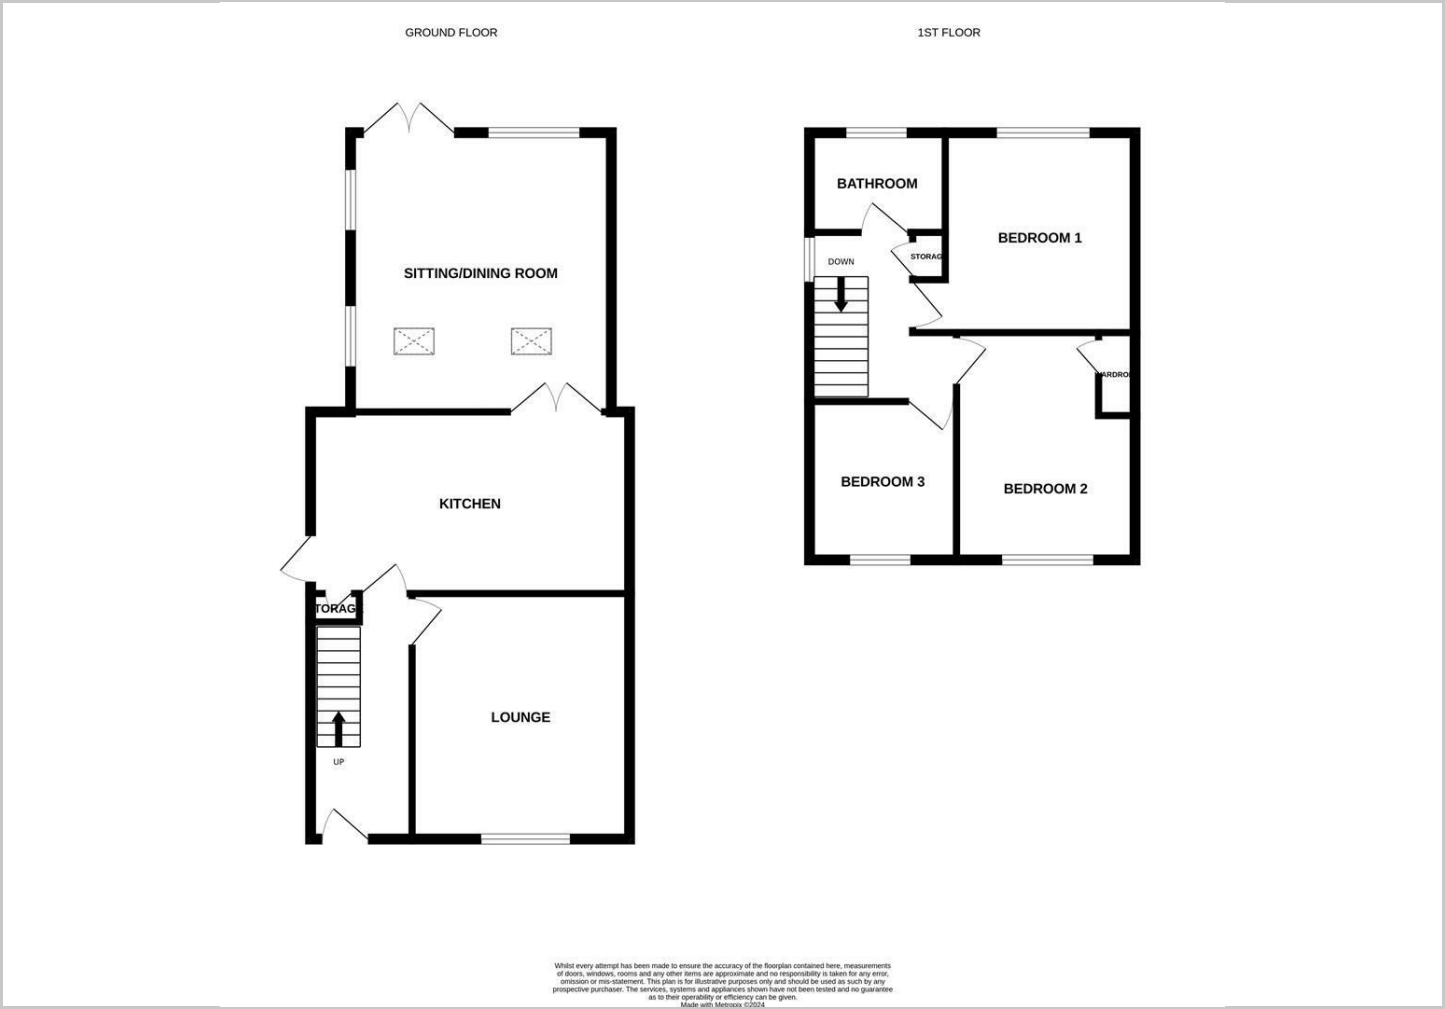 GROUND FLOOR
1ST FLOOR
BATHROOM
BEDROOM 1
STORAG
DOWN
SITTING/DINING ROOM
ARDRO
KITCHEN
BEDROOM 3
BEDROOM 2
TORAG
LOUNGE
UP
Whilst every attempt has been made to ensure the accuracy of the floorplan contained here, measurements
of doors, windows, rooms and any other items are approximate and no responsibility is taken for any error,
omission or mis-statement. This plan is for illustrative purposes only and should be used as such by any
prospective purchaser. The services, systems and appliances shown have not been tested and no guarantee
as to their operability or efficiency can be given.
Made with Metropix ©2024